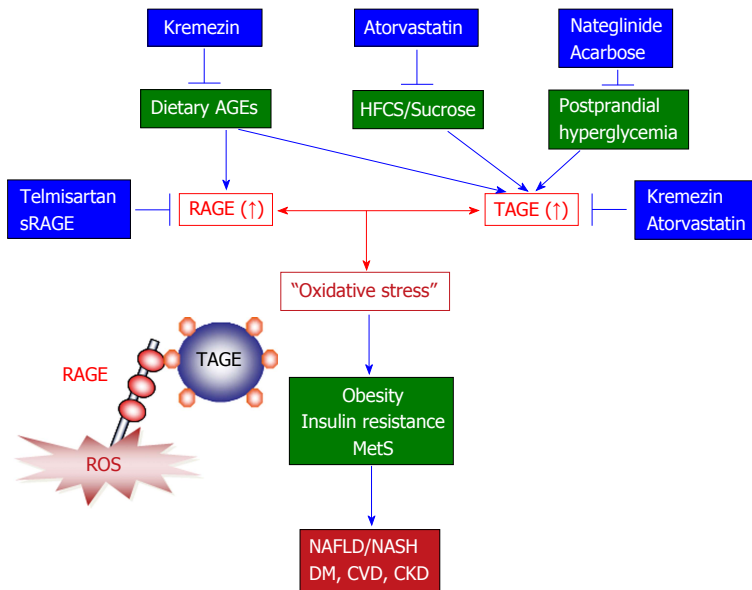 Kremezin
Atorvastatin
Nateglinide
Acarbose
Dietary AGEs
HFCS/Sucrose
Postprandial
hyperglycemia
Telmisartan
sRAGE
RAGE (↑)
TAGE (↑)
Kremezin
Atorvastatin
“Oxidative stress”
TAGE
RAGE
ROS
Obesity
Insulin resistance
MetS
NAFLD/NASH
DM, CVD, CKD